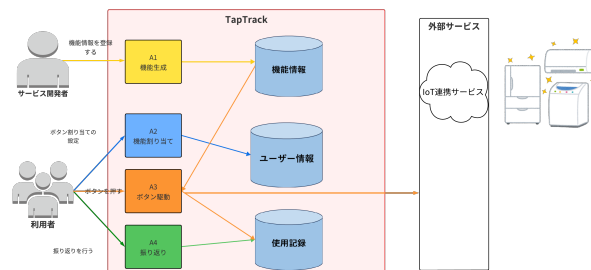 TapTrack
外部サービス
機能情報を登録
する
サービス開発者
A1
機能生成
機能情報
IoT連携サービス
ボタン割り当ての
設定
A2
機能割り当て
ユーザー情報
ボタンを押す
A3
ボタン駆動
利用者
振り返りを行う
A4
振り返り
使用記録